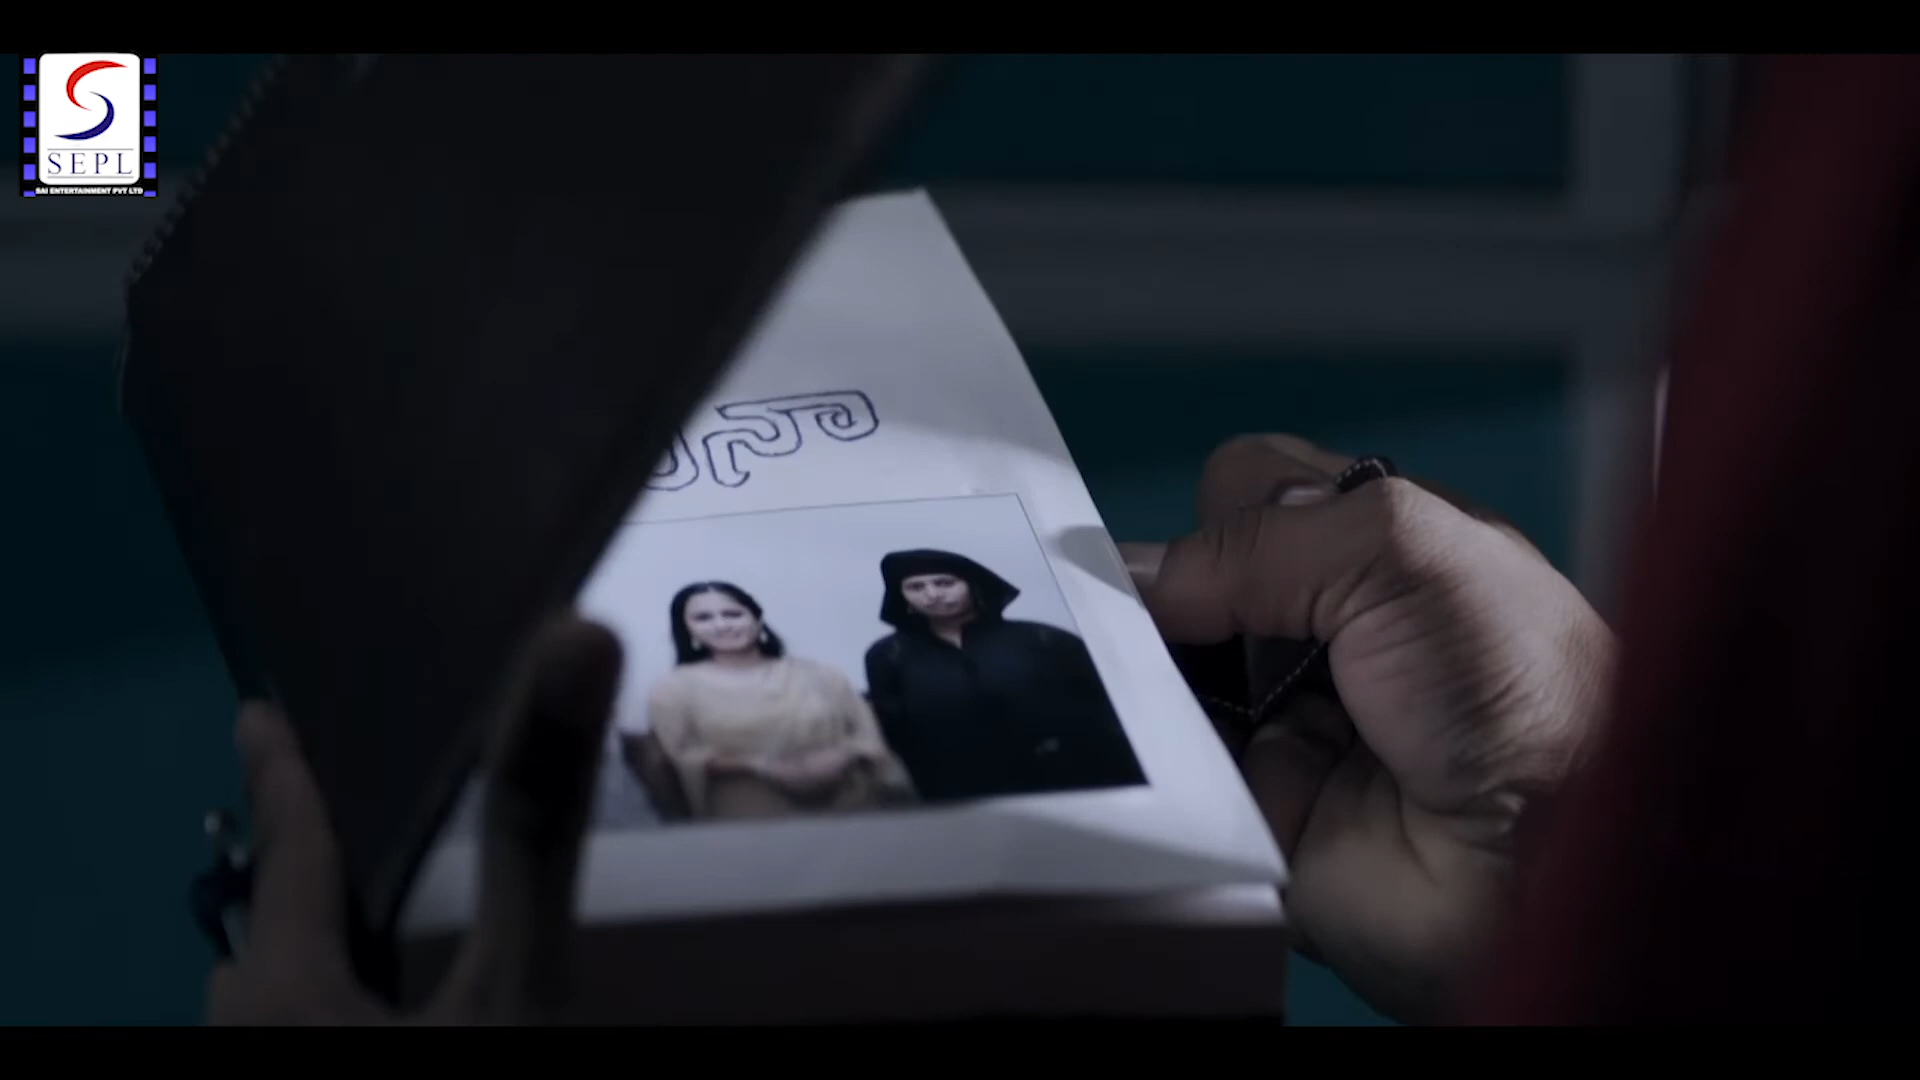 SEPL
SAI ENTERTAINMENT PVT LTD
ನಾ